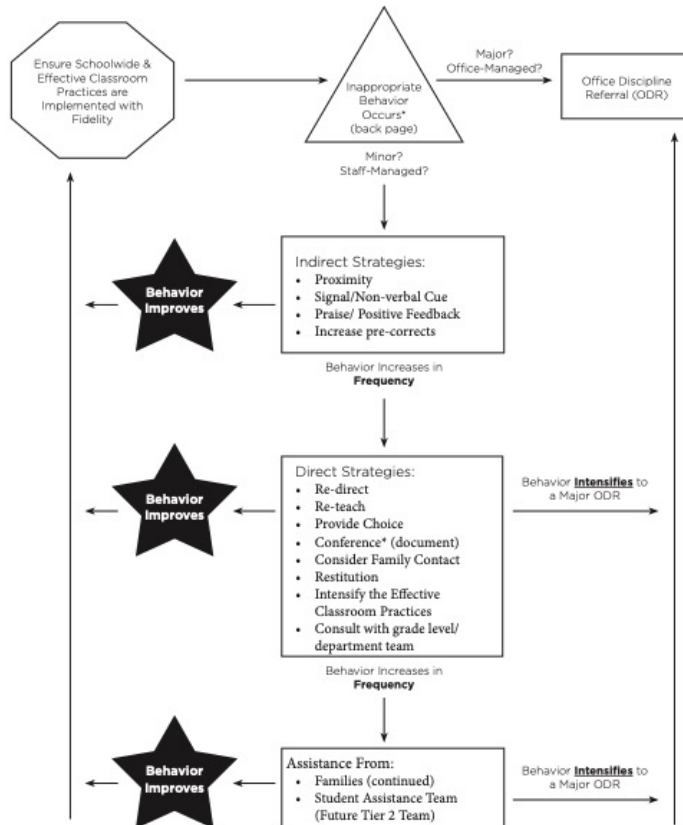 Ensure Schoolwide &
Effective Classroom
Practices are
Implemented with
Fidelity
Inappropriate
Behavior
Occurs*
(back page)
Major?
Office-Managed?
Office Discipline
Referral (ODR)
Minor?
Staff-Managed?
Indirect Strategies:
• Proximity
• Signal/Non-verbal Cue
• Praise/ Positive Feedback
• Increase pre-corrects
Behavior
Improves
Behavior Increases in
Frequency
Direct Strategies:
• Re-direct
• Re-teach
• Provide Choice
• Conference* (document)
• Consider Family Contact
• Restitution
• Intensify the Effective
Classroom Practices
• Consult with grade level/
department team
Behavior
Improves
Behavior Intensifies to
a Major ODR
Behavior Increases in
Frequency
Assistance From:
• Families (continued)
• Student Assistance Team
(Future Tier 2 Team)
Behavior
Improves
Behavior Intensifies to
a Major ODR